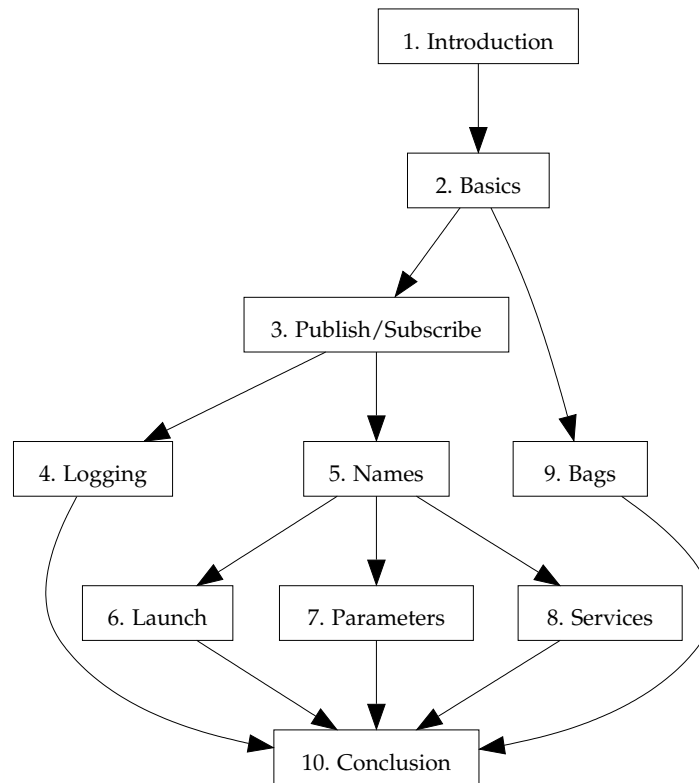 1. Introduction
2. Basics
3. Publish/Subscribe
4. Logging
5. Names
9. Bags
6. Launch
7. Parameters
8. Services
10. Conclusion